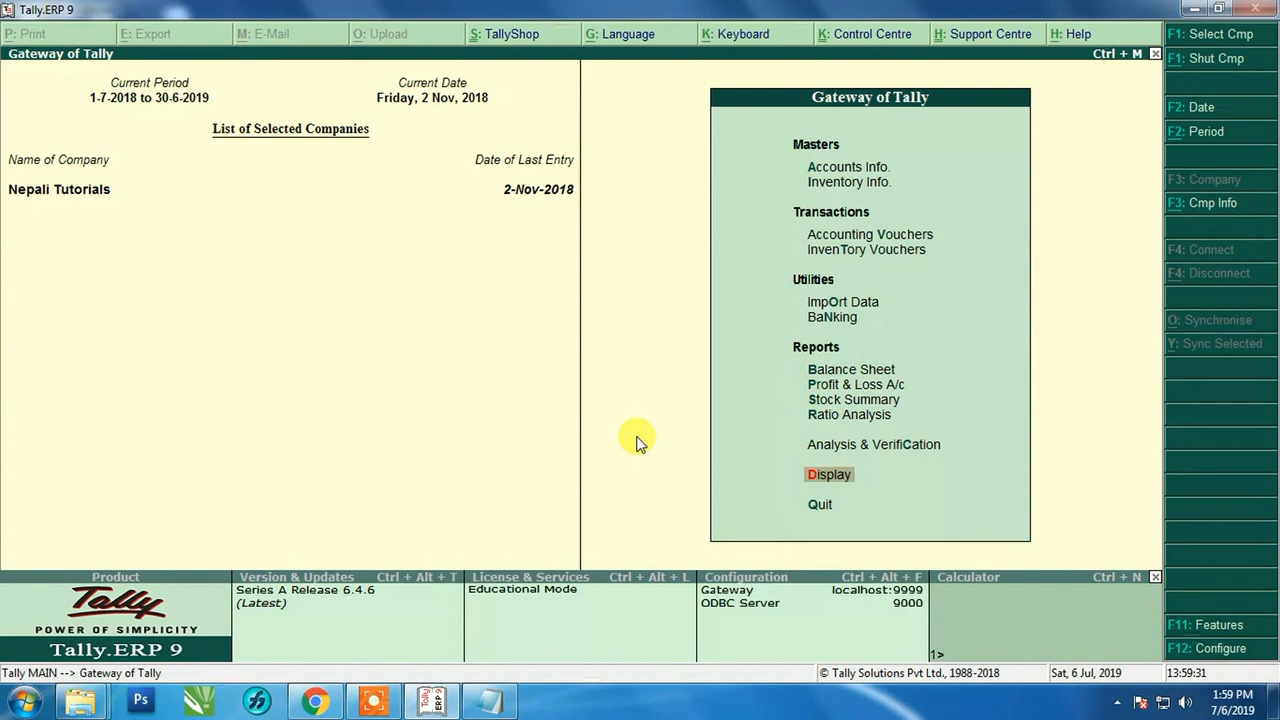 Tally.ERP 9
P: Print
E: Export
M: E-Mail
O: Upload
S: TallyShop
G: Language
K: Keyboard
K: Control Centre
H: Support Centre
H: Help
F1: Select Cmp
F1: Shut Cmp
F2: Date
F2: Period
F3: Company
F3: Cmp Info
F4: Connect
F4: Disconnect
O: Synchronise
Y: Sync Selected
F11: Features
F12: Configure
Gateway of Tally
Ctrl + M
Current Period
1-7-2018 to 30-6-2019
Current Date
Friday, 2 Nov, 2018
List of Selected Companies
Name of Company
Date of Last Entry
Nepali Tutorials
2-Nov-2018
Gateway of Tally
Masters
Accounts Info.
Inventory Info.
Transactions
Accounting Vouchers
InvenTory Vouchers
Utilities
ImpOrt Data
BaNking
Reports
Balance Sheet
Profit & Loss A/c
Stock Summary
Ratio Analysis
Analysis & VerifiCation
Display
Quit
Product
Tally
POWER OF SIMPLICITY
Tally.ERP 9
Version & Updates Ctrl + Alt + T
Series A Release 6.4.6
(Latest)
License & Services Ctrl + Alt + L
Educational Mode
Configuration Ctrl + Alt + F
Gateway localhost:9999
ODBC Server 9000
Calculator Ctrl + N
1>
Tally MAIN --> Gateway of Tally
© Tally Solutions Pvt Ltd., 1988-2018
Sat, 6 Jul, 2019
13:59:31
Ps
Tally
ERP 9
1:59 PM
7/6/2019